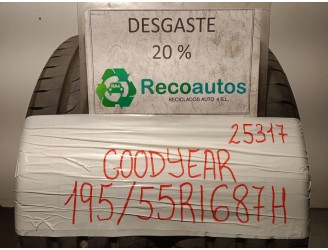 DESGASTE
20 %
Recoautos
RECICLADOS AUTO 4 S.L.
25317
GOODYEAR
195/55R1687H